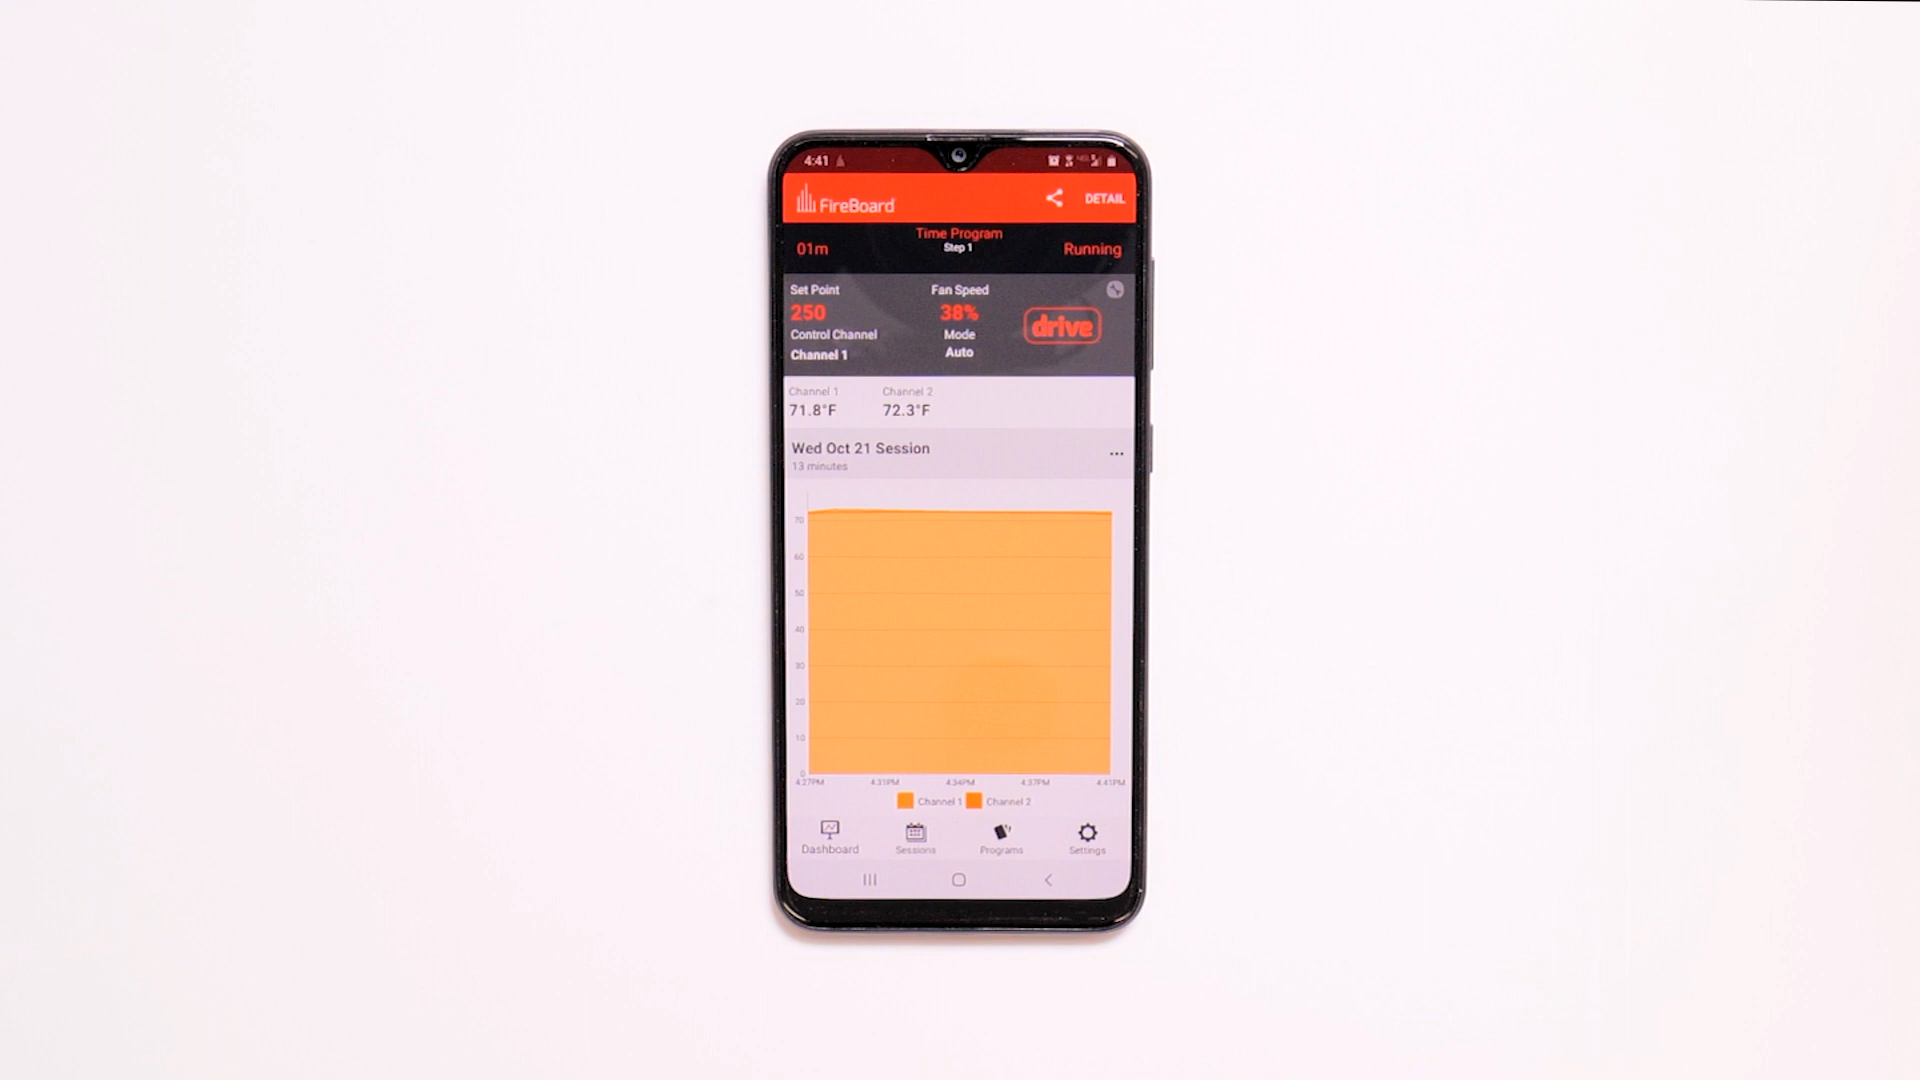 4:41
FireBoard DETAIL
Time Program
01m Step 1 Running
Set Point Fan Speed
250 38% drive
Control Channel Mode
Channel 1 Auto
Channel 1 Channel 2
71.8°F 72.3°F
Wed Oct 21 Session
13 minutes
70
60
50
40
30
20
10
0
4:27PM 4:31PM 4:34PM 4:37PM 4:41PM
Channel 1 Channel 2
Dashboard Sessions Programs Settings